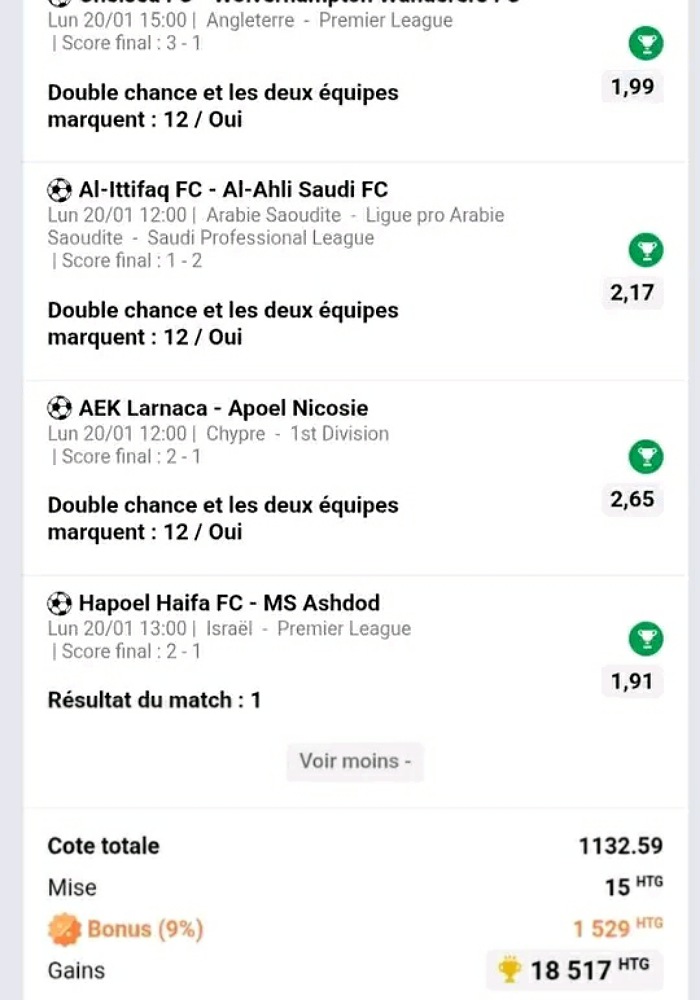 Chelsea FC - Wolverhampton Wanderers FC
Lun 20/01 15:00 | Angleterre - Premier League
| Score final : 3 - 1
1,99
Double chance et les deux équipes
marquent : 12 / Oui
Al-Ittifaq FC - Al-Ahli Saudi FC
Lun 20/01 12:00 | Arabie Saoudite - Ligue pro Arabie
Saoudite - Saudi Professional League
| Score final : 1 - 2
2,17
Double chance et les deux équipes
marquent : 12 / Oui
AEK Larnaca - Apoel Nicosie
Lun 20/01 12:00 | Chypre - 1st Division
| Score final : 2 - 1
2,65
Double chance et les deux équipes
marquent : 12 / Oui
Hapoel Haifa FC - MS Ashdod
Lun 20/01 13:00 | Israël - Premier League
| Score final : 2 - 1
1,91
Résultat du match : 1
Voir moins -
Cote totale 1132.59
Mise 15 HTG
Bonus (9%) 1 529 HTG
Gains 18 517 HTG